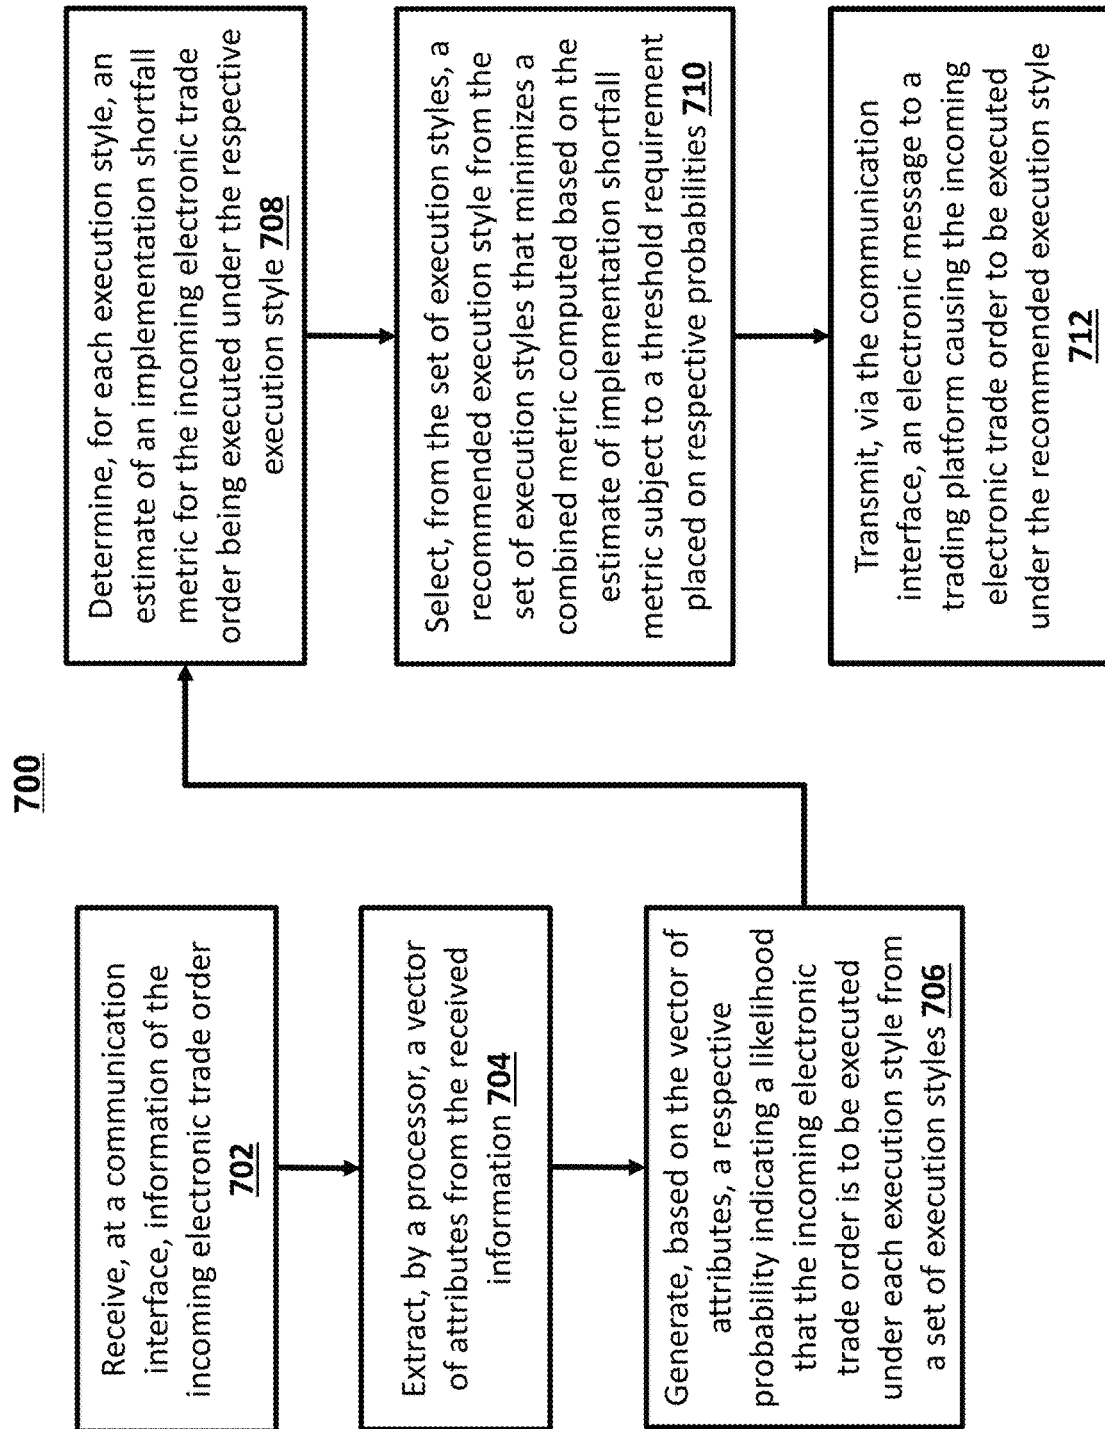 700
Receive, at a communication
interface, information of the
incoming electronic trade order
702
Extract, by a processor, a vector
of attributes from the received
information 704
Generate, based on the vector of
attributes, a respective
probability indicating a likelihood
that the incoming electronic
trade order is to be executed
under each execution style from
a set of execution styles 706
Determine, for each execution style, an
estimate of an implementation shortfall
metric for the incoming electronic trade
order being executed under the respective
execution style 708
Select, from the set of execution styles, a
recommended execution style from the
set of execution styles that minimizes a
combined metric computed based on the
estimate of implementation shortfall
metric subject to a threshold requirement
placed on respective probabilities 710
Transmit, via the communication
interface, an electronic message to a
trading platform causing the incoming
electronic trade order to be executed
under the recommended execution style
712